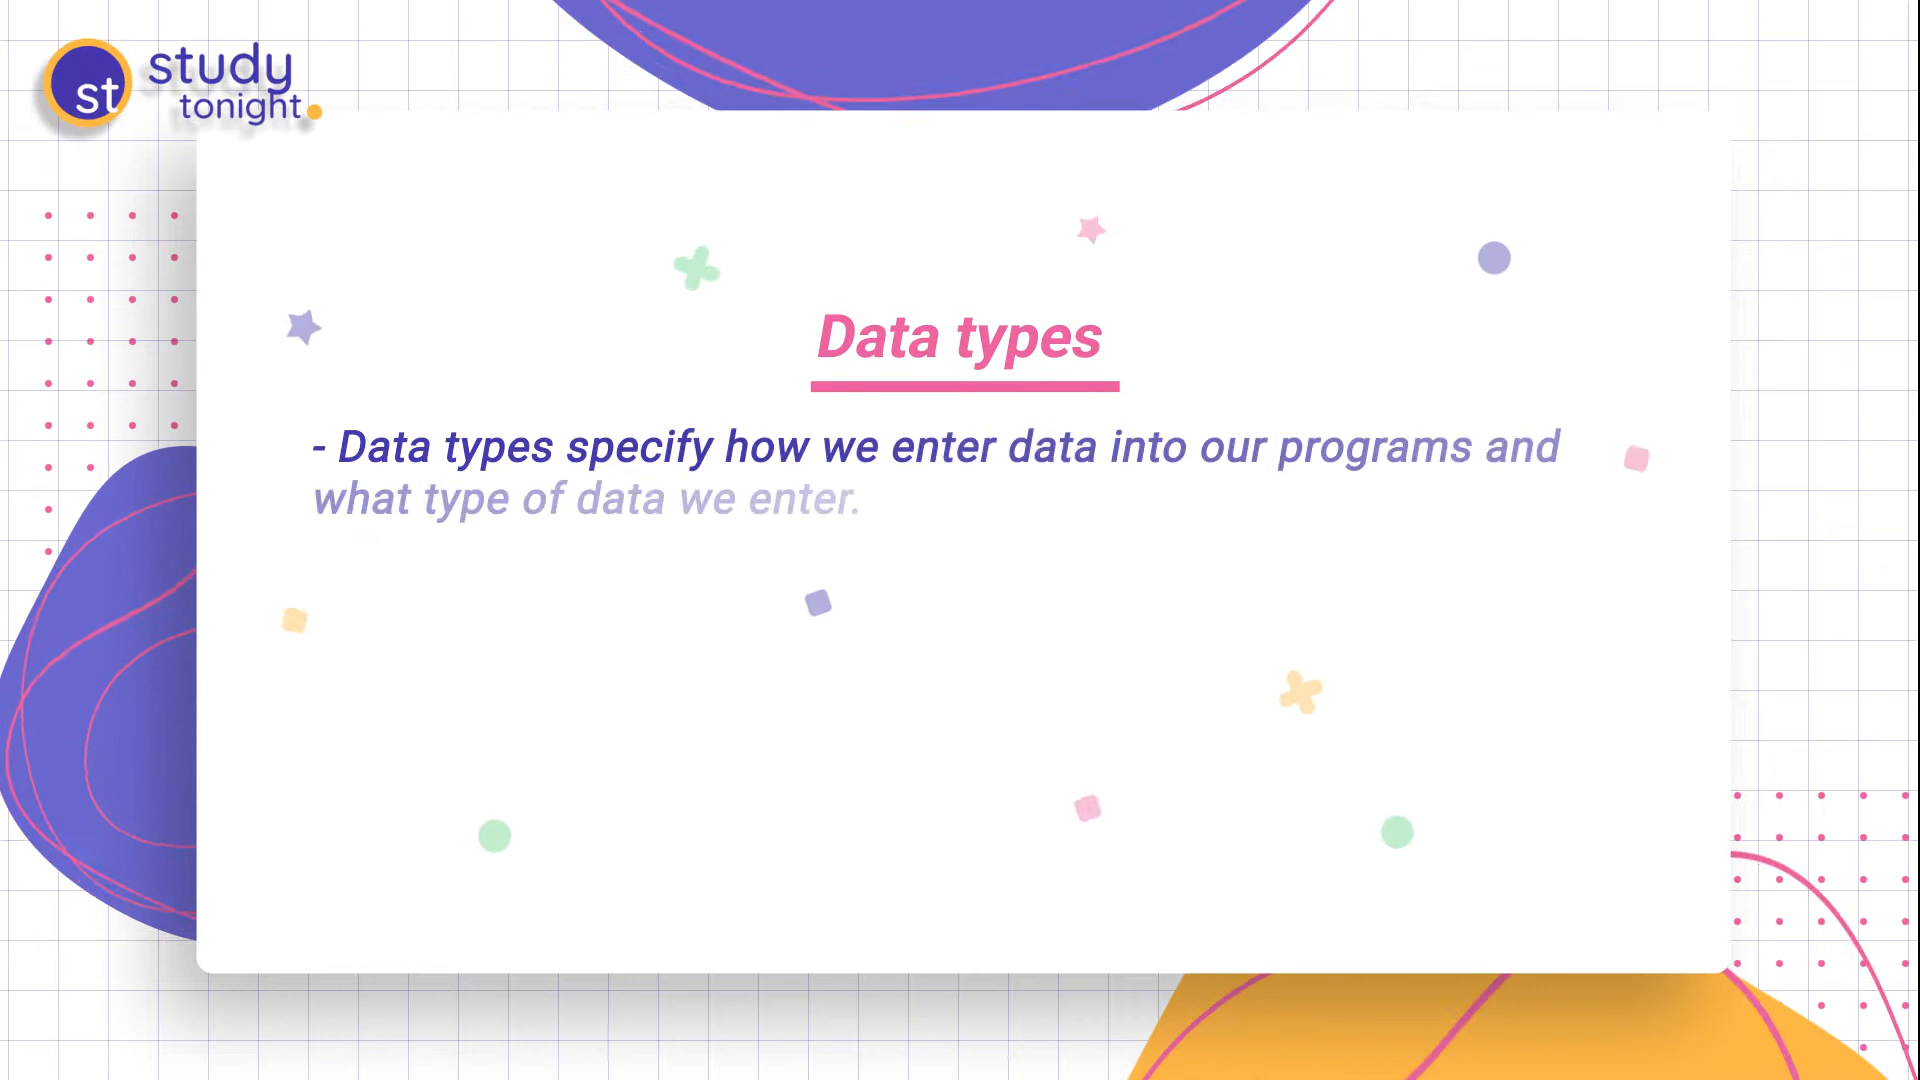 st
study
tonight
Data types
- Data types specify how we enter data into our programs and
what type of data we enter.